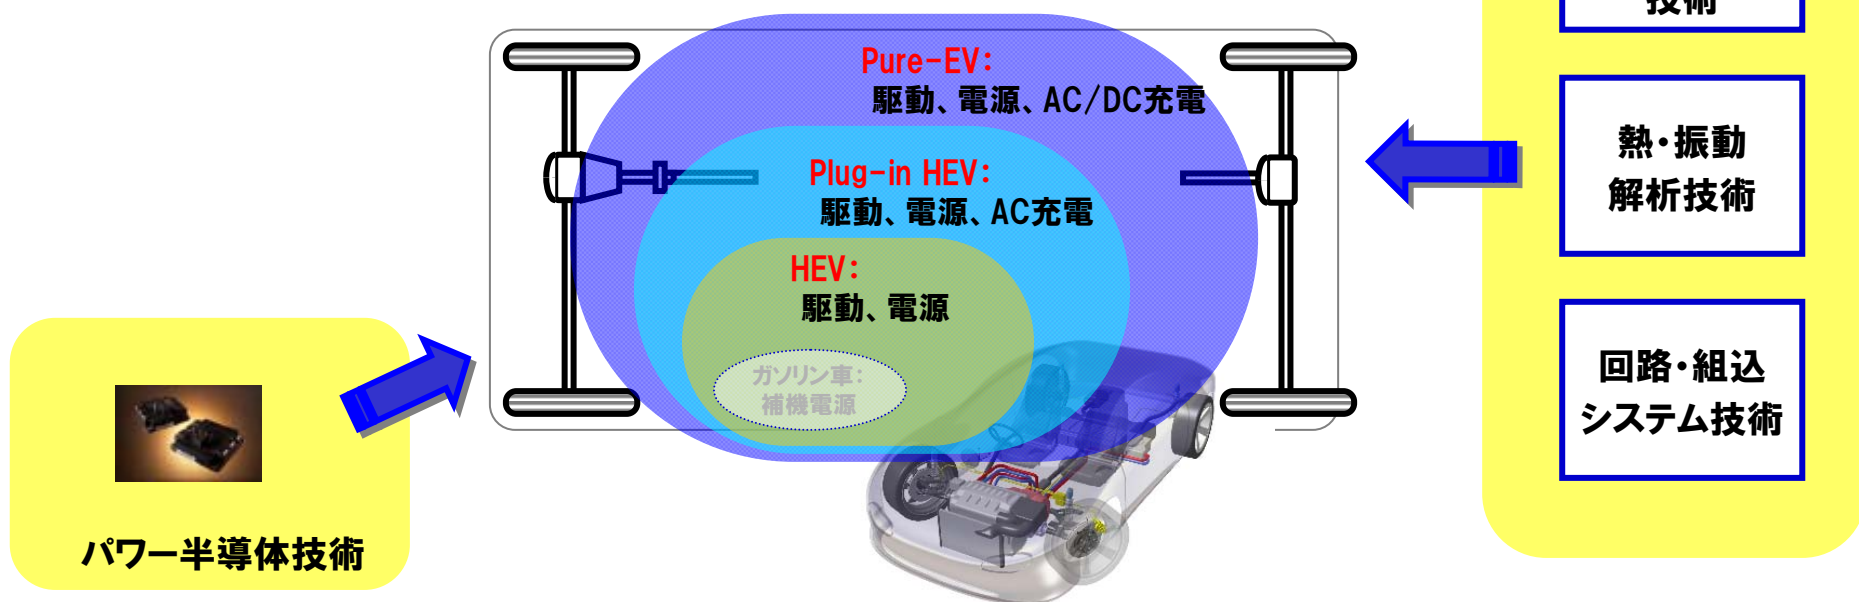 技術
Pure-EV:
駆動、電源、AC/DC充電
熱・振動
解析技術
Plug-in HEV:
駆動、電源、AC充電
HEV:
駆動、電源
ガソリン車:
補機電源
回路・組込
システム技術
パワー半導体技術